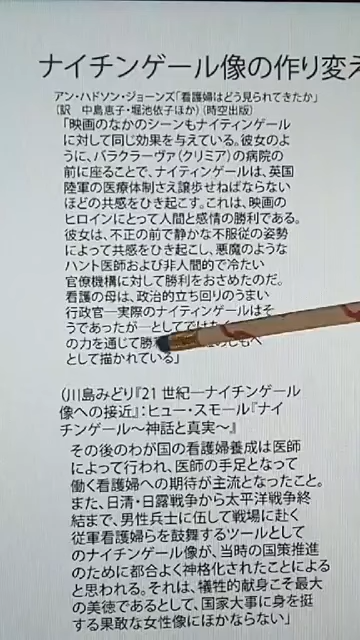 ナイチンゲール像の作り変え
アン・ハドソン・ジョーンズ「看護婦はどう見られてきたか」
(訳　中島恵子・堀池依子ほか)(時空出版)
「映画のなかのシーンもナイティンゲール
に対して同じ効果を与えている。彼女のよ
うに、バラクラーヴァ(クリミア)の病院の
前に座ることで、ナイティンゲールは、英国
陸軍の医療体制さえ譲歩せねばならない
ほどの共感をひき起こす。これは、映画の
ヒロインにとって人間と感情の勝利である。
彼女は、不正の前で静かな不服従の姿勢
によって共感をひき起こし、悪魔のような
ハント医師および非人間的で冷たい
官僚機構に対して勝利をおさめたのだ。
看護の母は、政治的立ち回りのうまい
行政官―実際のナイティンゲールはそ
うであったが―としてでは
の力を通じて勝
として描かれている」
(川島みどり『21世紀―ナイチンゲール
像への接近』:ヒュー・スモール『ナイ
チンゲール〜神話と真実〜』
その後のわが国の看護婦養成は医師
によって行われ、医師の手足となって
働く看護婦への期待が主流となったこと。
また、日清・日露戦争から太平洋戦争終
結まで、男性兵士に伍して戦場に赴く
従軍看護婦らを鼓舞するツールとして
のナイチンゲール像が、当時の国策推進
のために都合よく神格化されたことによる
と思われる。それは、犠牲的献身こそ最大
の美徳であるとして、国家大事に身を挺
する果敢な女性像にほかならない」